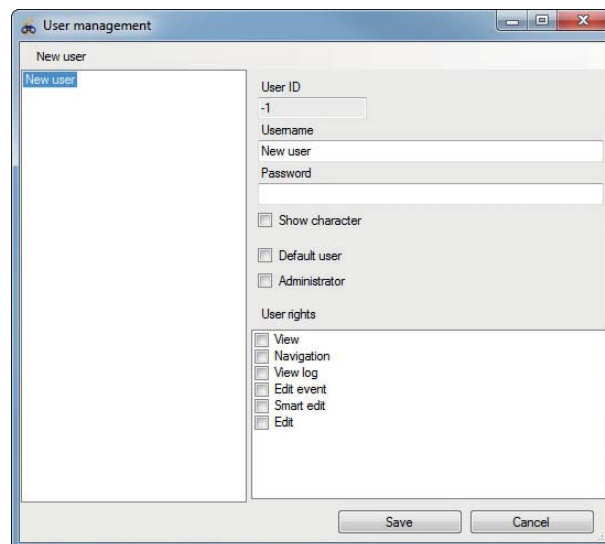 User management
New user
New user
User ID
-1
Username
New user
Password
Show character
Default user
Administrator
User rights
View
Navigation
View log
Edit event
Smart edit
Edit
Save Cancel